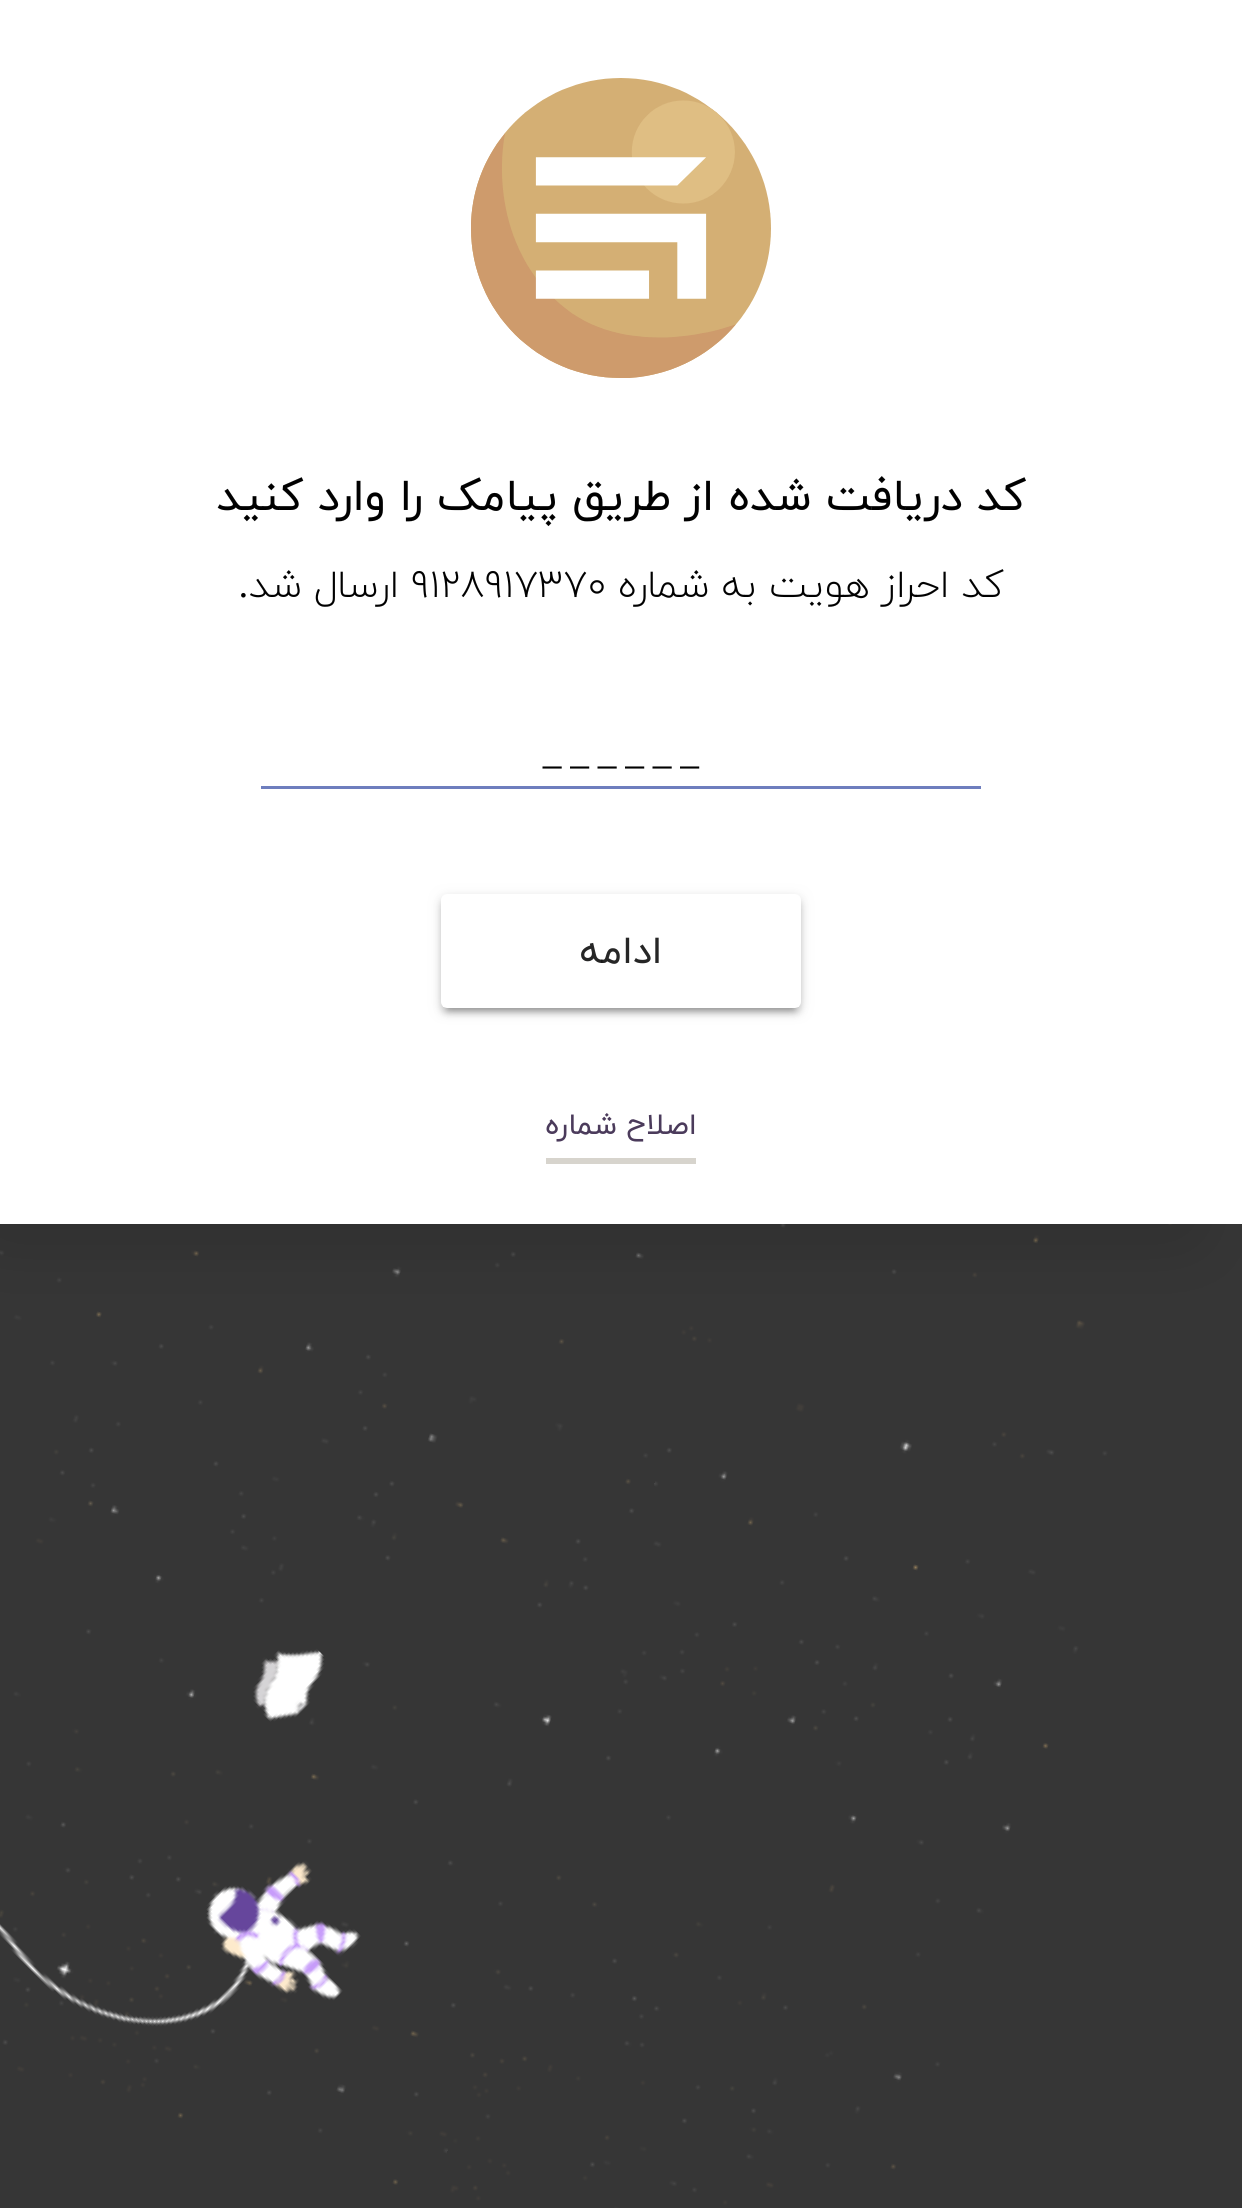 کد دریافت شده از طریق پیامک را وارد کنید
کد احراز هویت به شماره ۹۱۲۸۹۱۷۳۷۰ ارسال شد.
_ _ _ _ _ _
ادامه
اصلاح شماره